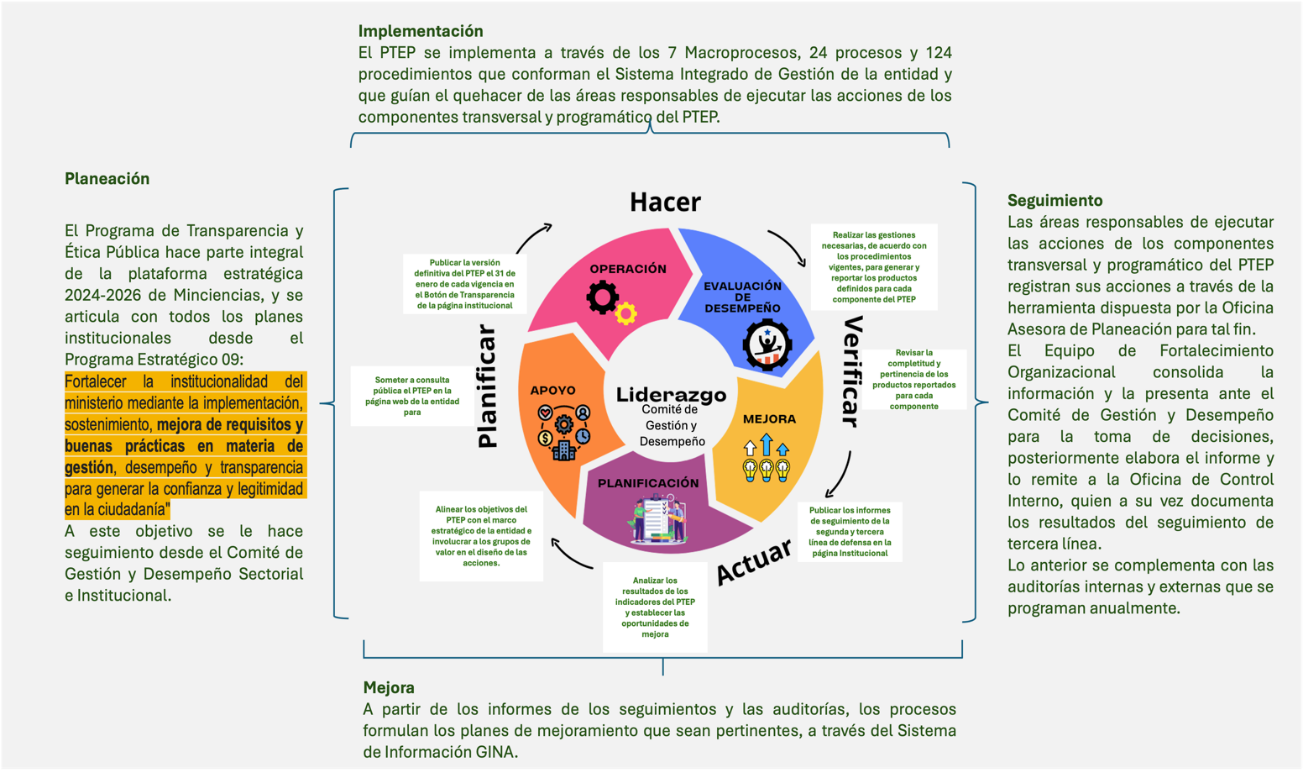 Implementación
El PTEP se implementa a través de los 7 Macroprocesos, 24 procesos y 124
procedimientos que conforman el Sistema Integrado de Gestión de la entidad y
que guían el quehacer de las áreas responsables de ejecutar las acciones de los
componentes transversal y programático del PTEP.
Planeación
El Programa de Transparencia y
Ética Pública hace parte integral
de la plataforma estratégica
2024-2026 de Minciencias, y se
articula con todos los planes
institucionales desde el
Programa Estratégico 09:
Fortalecer la institucionalidad del
ministerio mediante la implementación,
sostenimiento, mejora de requisitos y
buenas prácticas en materia de
gestión, desempeño y transparencia
para generar la confianza y legitimidad
en la ciudadanía"
A este objetivo se le hace
seguimiento desde el Comité de
Gestión y Desempeño Sectorial
e Institucional.
Hacer
Publicar la versión
definitiva del PTEP el 31 de
enero de cada vigencia en
el Botón de Transparencia
de la página institucional
Someter a consulta
pública el PTEP en la
página web de la entidad
para
Alinear los objetivos del
PTEP con el marco
estratégico de la entidad e
involucrar a los grupos de
valor en el diseño de las
acciones.
Planificar
OPERACIÓN
EVALUACIÓN
DE
DESEMPEÑO
APOYO
Liderazgo
Comité de
Gestión y
Desempeño
MEJORA
PLANIFICACIÓN
Verificar
Actuar
Realizar las gestiones
necesarias, de acuerdo con
los procedimientos
vigentes, para generar y
reportar los productos
definidos para cada
componente del PTEP
Revisar la
completitud y
pertinencia de los
productos reportados
para cada
componente
Publicar los informes
de seguimiento de la
segunda y tercera
línea de defensa en la
página Institucional
Analizar los
resultados de los
indicadores del PTEP
y establecer las
oportunidades de
mejora
Seguimiento
Las áreas responsables de ejecutar
las acciones de los componentes
transversal y programático del PTEP
registran sus acciones a través de la
herramienta dispuesta por la Oficina
Asesora de Planeación para tal fin.
El Equipo de Fortalecimiento
Organizacional consolida la
información y la presenta ante el
Comité de Gestión y Desempeño
para la toma de decisiones,
posteriormente elabora el informe y
lo remite a la Oficina de Control
Interno, quien a su vez documenta
los resultados del seguimiento de
tercera línea.
Lo anterior se complementa con las
auditorías internas y externas que se
programan anualmente.
Mejora
A partir de los informes de los seguimientos y las auditorías, los procesos
formulan los planes de mejoramiento que sean pertinentes, a través del Sistema
de Información GINA.